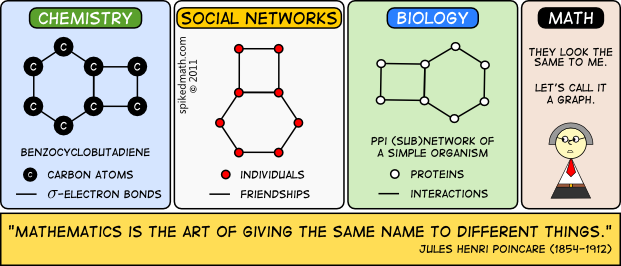 CHEMISTRY
C
C
C
C
C
C
C
C
BENZOCYCLOBUTADIENE
C CARBON ATOMS
σ-ELECTRON BONDS
SOCIAL NETWORKS
spikedmath.com
© 2011
INDIVIDUALS
FRIENDSHIPS
BIOLOGY
PPI (SUB)NETWORK OF
A SIMPLE ORGANISM
PROTEINS
INTERACTIONS
MATH
THEY LOOK THE
SAME TO ME.
LET'S CALL IT
A GRAPH.
"MATHEMATICS IS THE ART OF GIVING THE SAME NAME TO DIFFERENT THINGS."
JULES HENRI POINCARE (1854-1912)